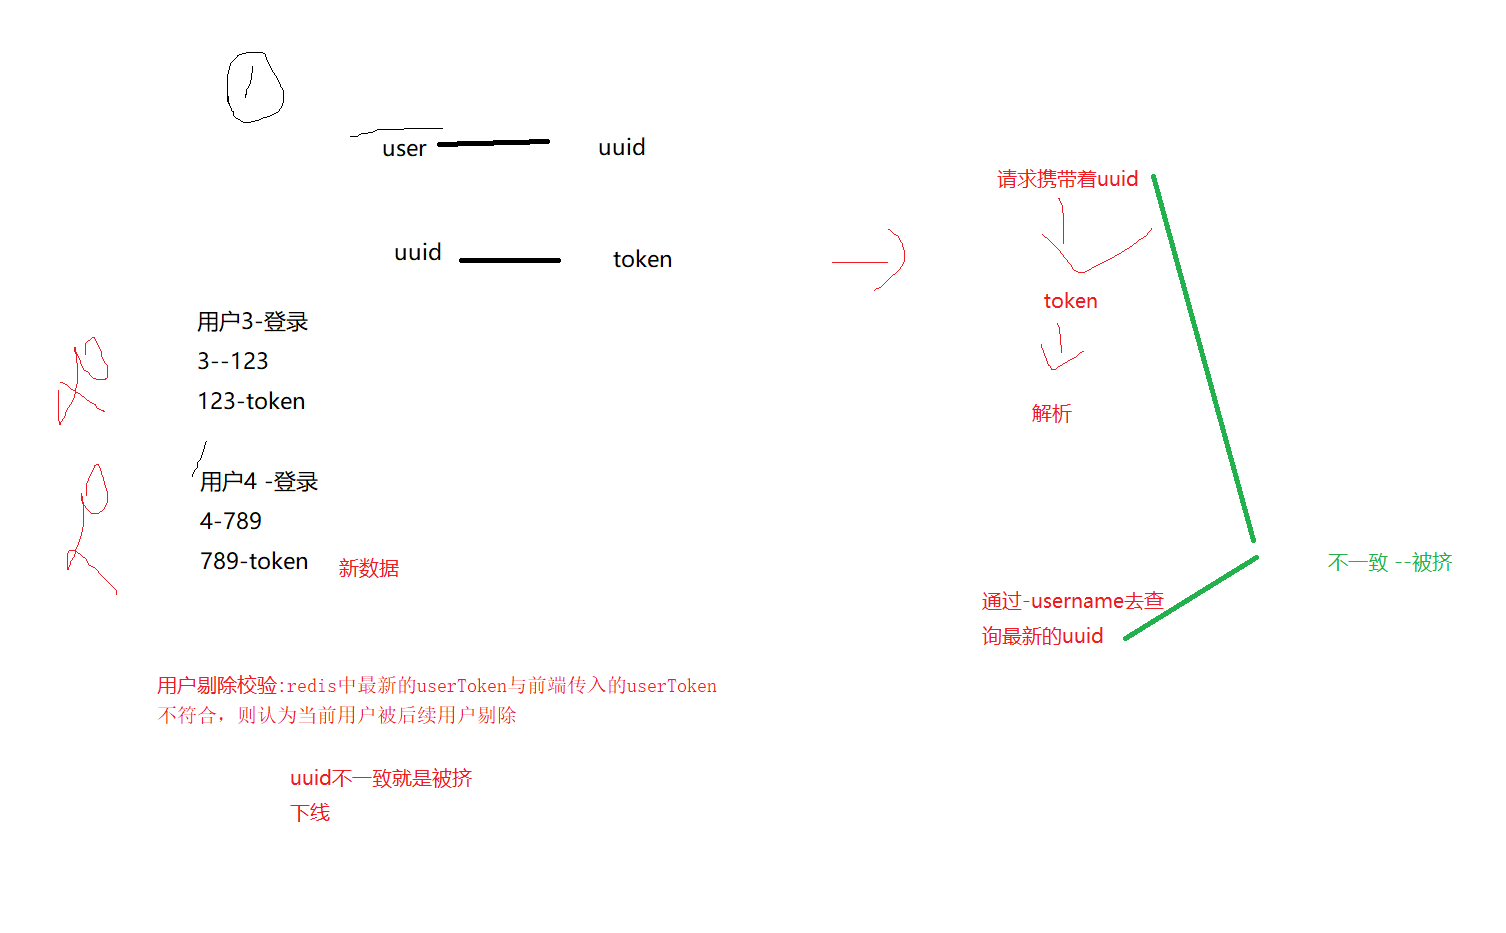 1
user
uuid
uuid
token
用户3-登录
3--123
123-token
用户4 -登录
4-789
789-token
新数据
用户剔除校验:redis中最新的userToken与前端传入的userToken
不符合，则认为当前用户被后续用户剔除
uuid不一致就是被挤
下线
请求携带着uuid
token
解析
通过-username去查
询最新的uuid
不一致 --被挤